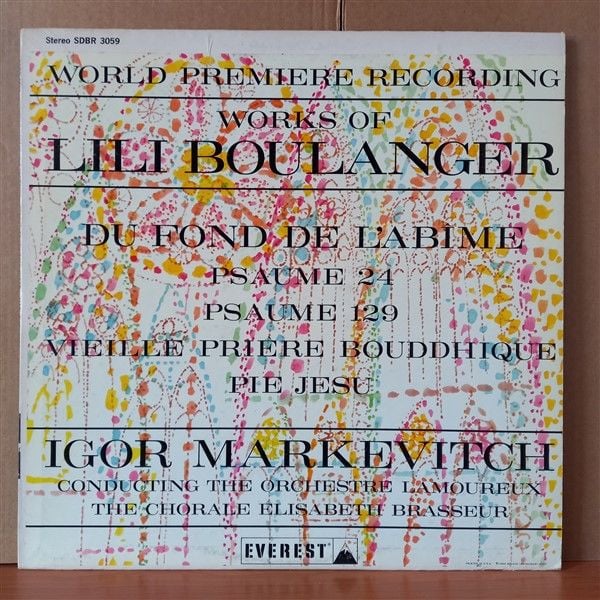 Stereo SDBR 3059
WORLD PREMIERE RECORDING
WORKS OF
LILI BOULANGER
DU FOND DE L'ABIME
PSAUME 24
PSAUME 129
VIEILLE PRIERE BOUDDHIQUE
PIE JESU
IGOR MARKEVITCH
CONDUCTING THE ORCHESTRE LAMOUREUX
THE CHORALE ELISABETH BRASSEUR
EVEREST